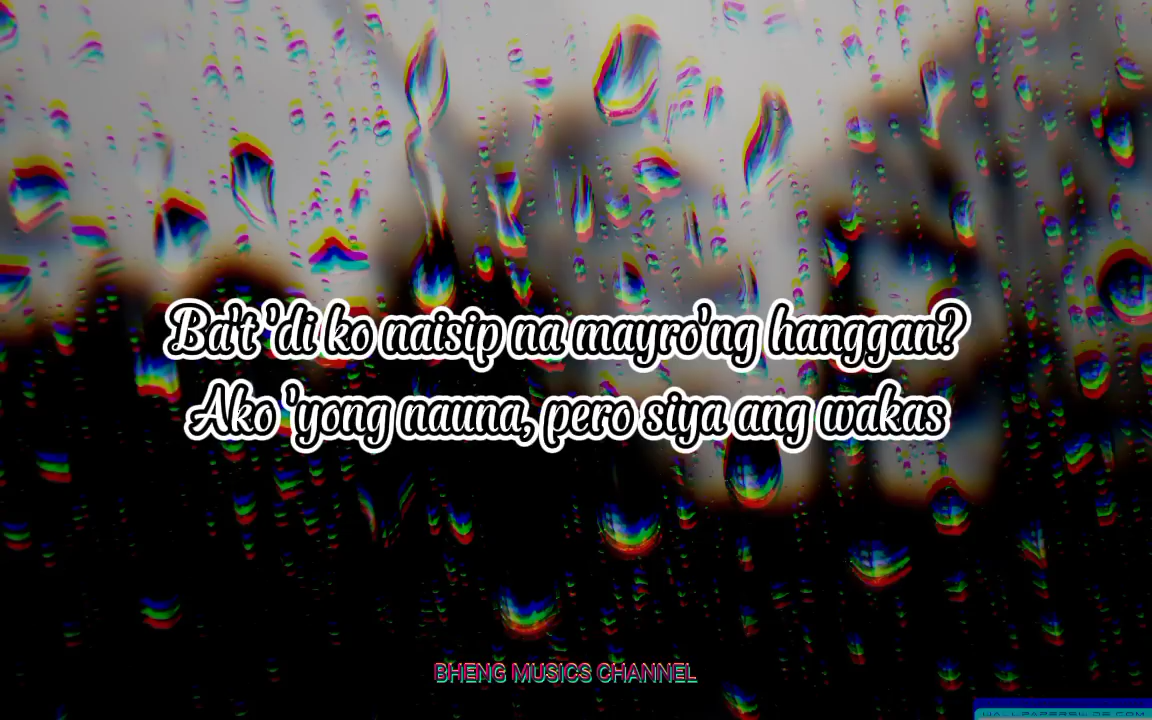 Ba't 'di ko naisip na mayro'ng hanggan?
Ako 'yong nauna, pero siya ang wakas
BHENG MUSICS CHANNEL